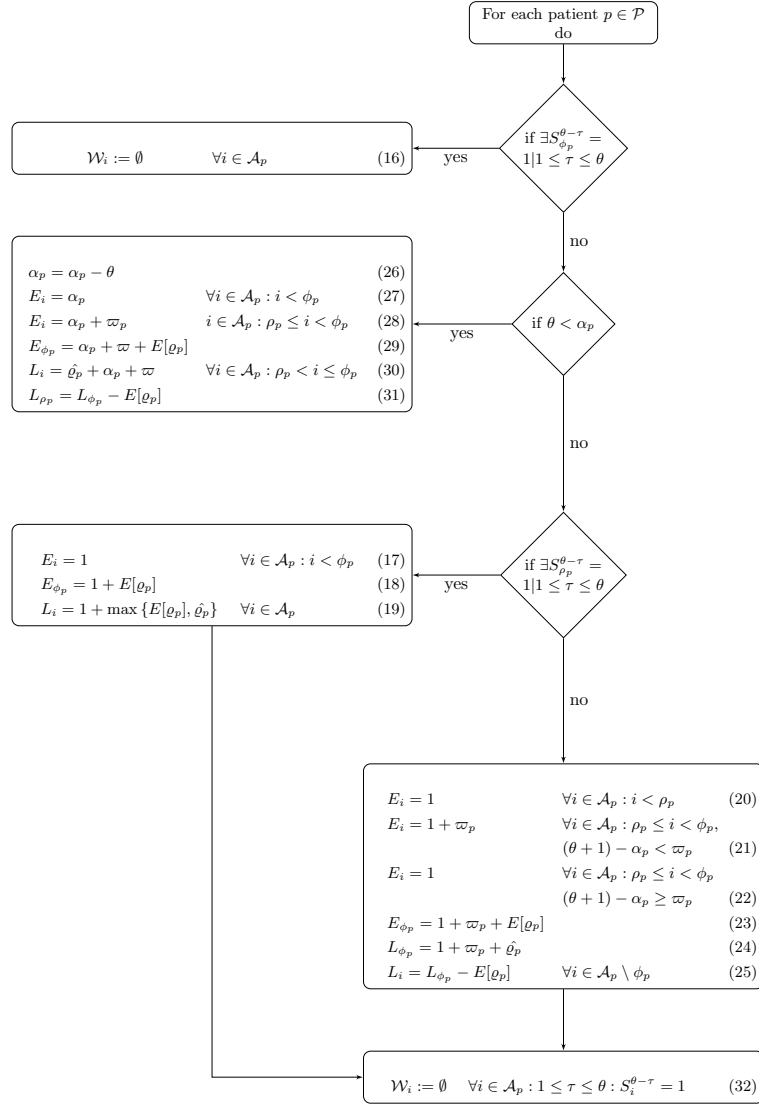 For each patient p ∈ 𝒫
do
if ∃S_{ϕ_p}^{θ−τ} =
1|1 ≤ τ ≤ θ
yes
𝒲_i := ∅ ∀i ∈ 𝒜_p (16)
no
if θ < α_p
yes
α_p = α_p − θ (26)
E_i = α_p ∀i ∈ 𝒜_p : i < ϕ_p (27)
E_i = α_p + ϖ_p i ∈ 𝒜_p : ρ_p ≤ i < ϕ_p (28)
E_{ϕ_p} = α_p + ϖ + E[ϱ_p] (29)
L_i = ϱ̂_p + α_p + ϖ ∀i ∈ 𝒜_p : ρ_p < i ≤ ϕ_p (30)
L_{ρ_p} = L_{ϕ_p} − E[ϱ_p] (31)
no
if ∃S_{ρ_p}^{θ−τ} =
1|1 ≤ τ ≤ θ
yes
E_i = 1 ∀i ∈ 𝒜_p : i < ϕ_p (17)
E_{ϕ_p} = 1 + E[ϱ_p] (18)
L_i = 1 + max {E[ϱ_p], ϱ̂_p} ∀i ∈ 𝒜_p (19)
no
E_i = 1 ∀i ∈ 𝒜_p : i < ρ_p (20)
E_i = 1 + ϖ_p ∀i ∈ 𝒜_p : ρ_p ≤ i < ϕ_p,
(θ + 1) − α_p < ϖ_p (21)
E_i = 1 ∀i ∈ 𝒜_p : ρ_p ≤ i < ϕ_p
(θ + 1) − α_p ≥ ϖ_p (22)
E_{ϕ_p} = 1 + ϖ_p + E[ϱ_p] (23)
L_{ϕ_p} = 1 + ϖ_p + ϱ̂_p (24)
L_i = L_{ϕ_p} − E[ϱ_p] ∀i ∈ 𝒜_p \ ϕ_p (25)
𝒲_i := ∅ ∀i ∈ 𝒜_p : 1 ≤ τ ≤ θ : S_i^{θ−τ} = 1 (32)